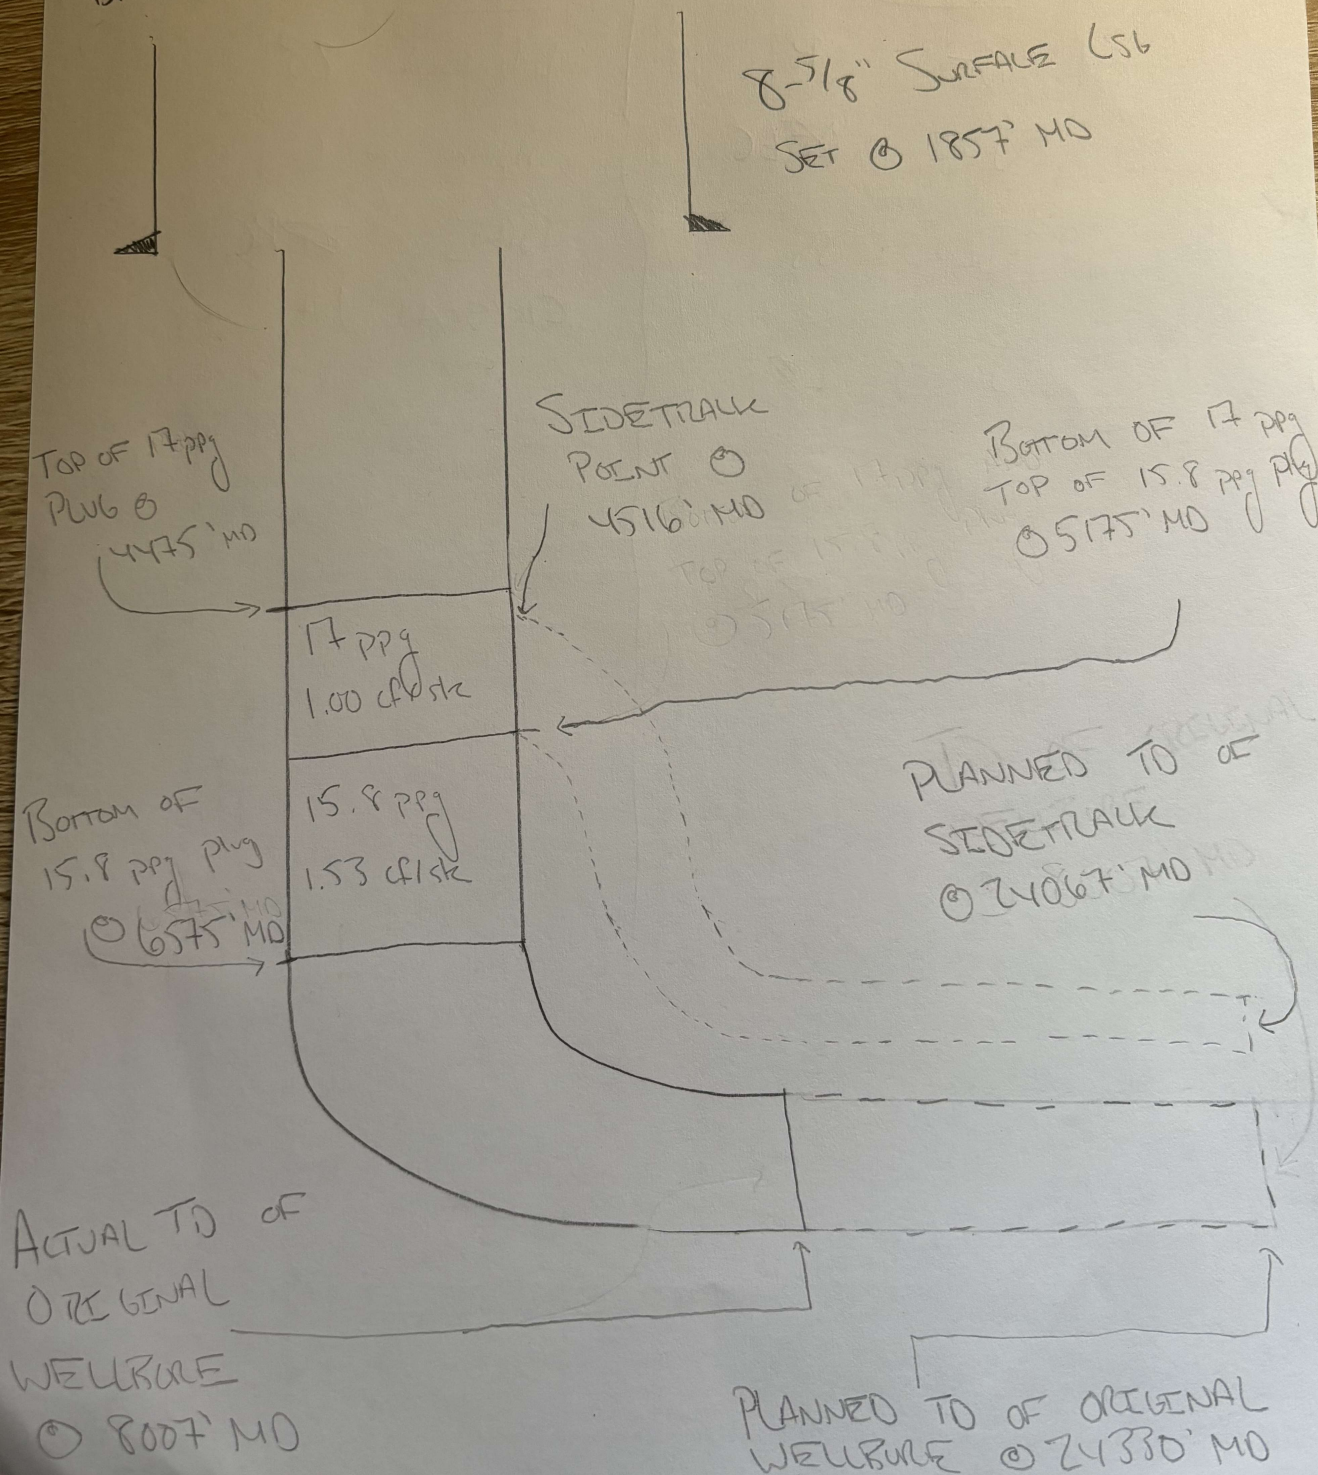 8-5/8" SURFACE CSG
SET @ 1857' MD
SIDETRACK
POINT @
4516' MD
BOTTOM OF 17 ppg
TOP OF 15.8 ppg plug
@ 5175' MD
TOP OF 17 ppg
PLUG @
4475' MD
17 ppg
1.00 cf/sk
PLANNED TD OF
SIDETRACK
@ 24067' MD
BOTTOM OF
15.8 ppg plug
@ 6575' MD
15.8 ppg
1.53 cf/sk
ACTUAL TD OF
ORIGINAL
WELLBORE
@ 8007' MD
PLANNED TD OF ORIGINAL
WELLBORE @ 24330' MD